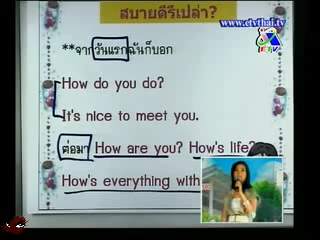 www.etvthai.tv
สบายดีรึเปล่า?
ETV
**จากวันแรกฉันก็บอก
How do you do?
It's nice to meet you.
ต่อมา How are you? How's life?
How's everything with